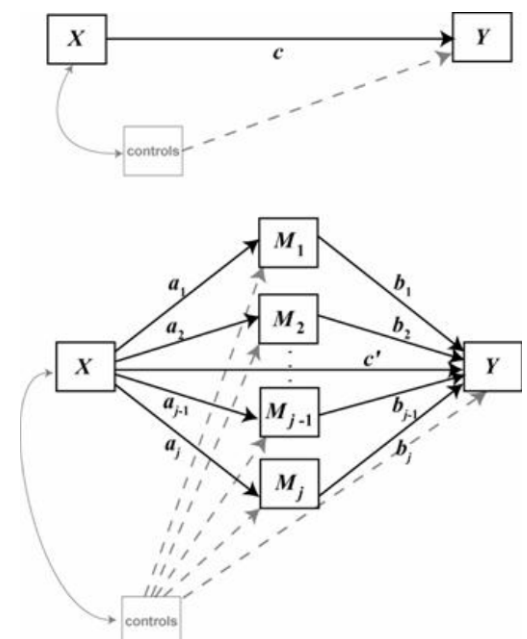 X
Y
c
controls
M1
a1
b1
M2
a2
b2
X
c'
Y
aj-1
Mj-1
bj-1
aj
Mj
bj
controls